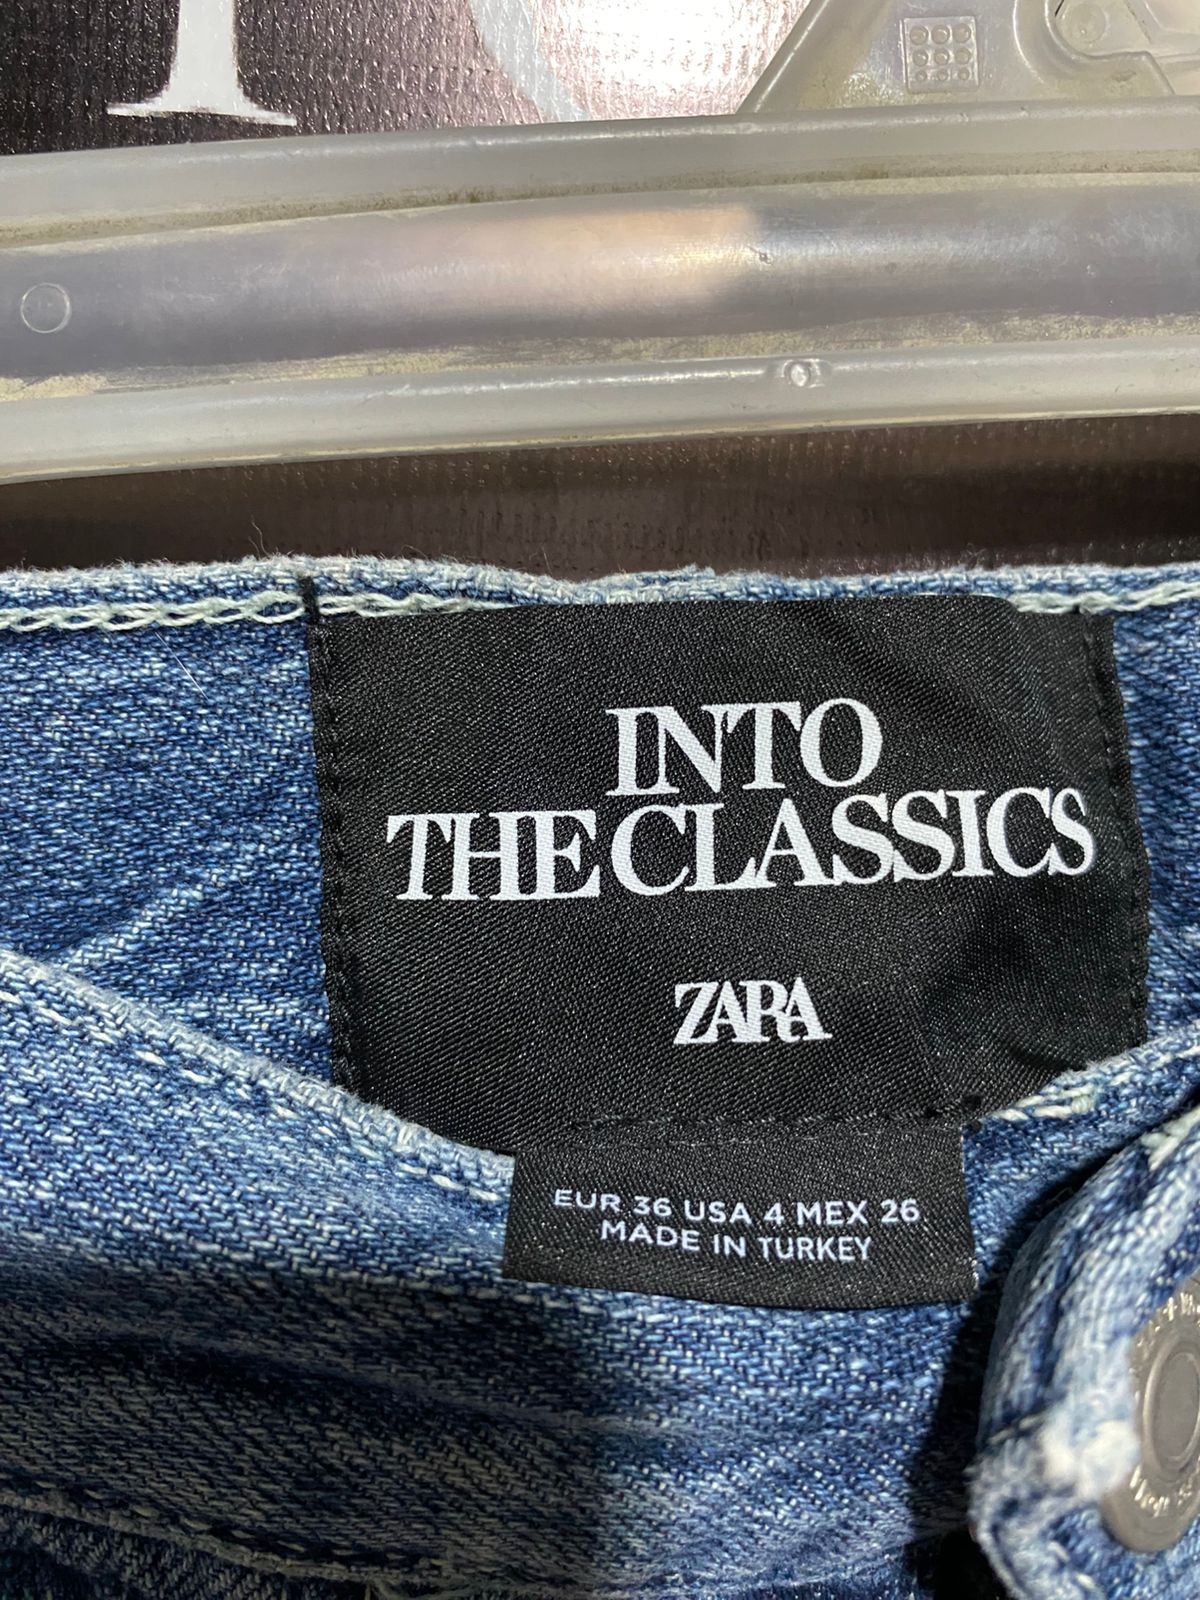 INTO
THE CLASSICS
ZARA
EUR 36 USA 4 MEX 26
MADE IN TURKEY